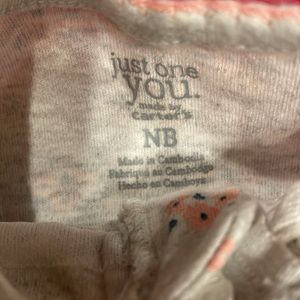 just one
you.
made by
carter's
NB
Made in Cambodia
Fabriqué au Cambodge
Hecho en Camboya